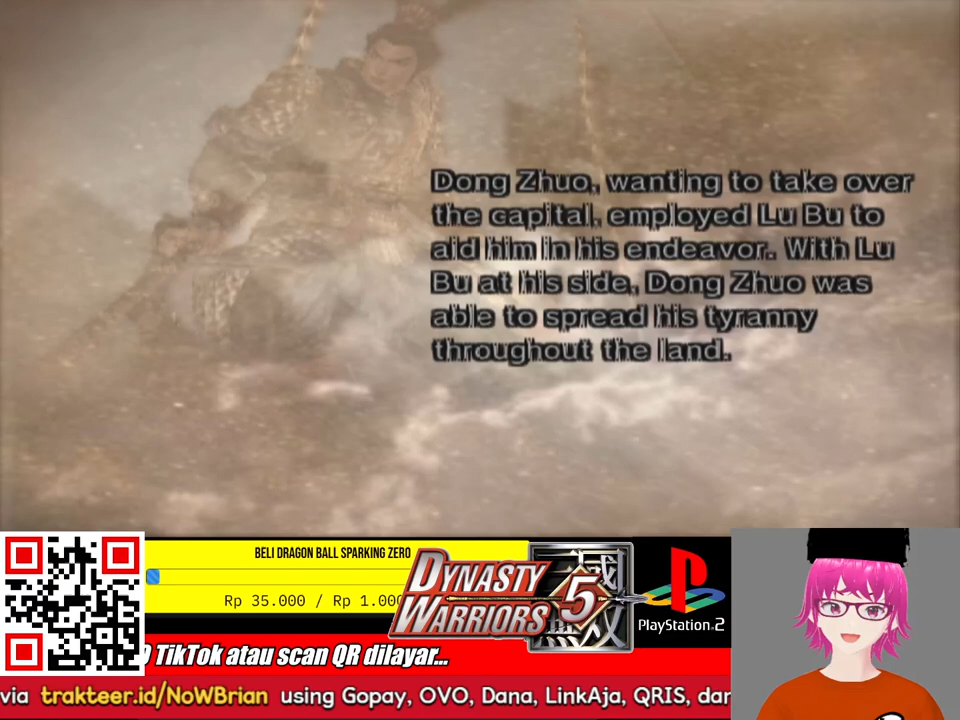 Dong Zhuo, wanting to take over
the capital, employed Lu Bu to
aid him in his endeavor. With Lu
Bu at his side, Dong Zhuo was
able to spread his tyranny
throughout the land.
BELI DRAGON BALL SPARKING ZERO
Rp 35.000 / Rp 1.000
DYNASTY
WARRIORS 5
PlayStation 2
TikTok atau scan QR dilayar...
via trakteer.id/NoWBrian using Gopay, OVO, Dana, LinkAja, QRIS, dan